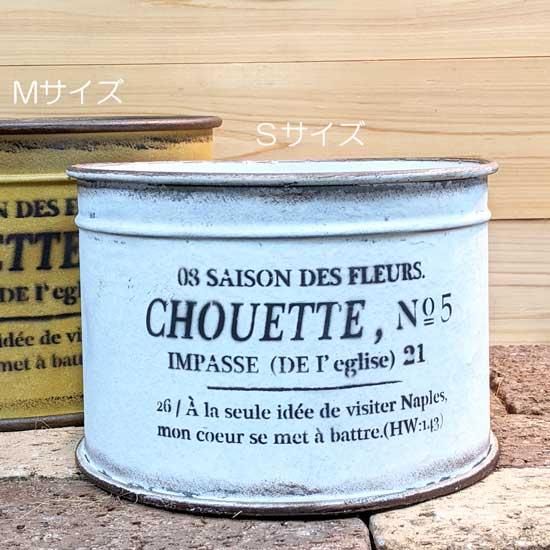 Mサイズ
Sサイズ
N DES F
ETTE
DE l'egl
idée de vi
met à batt
08 SAISON DES FLEURS.
CHOUETTE, Nº5
IMPASSE (DE l'eglise) 21
26 / À la seule idée de visiter Naples,
mon coeur se met à battre.(HW:143)